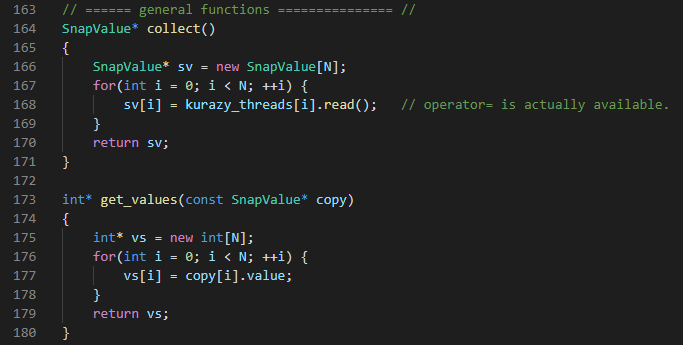 163 // ====== general functions =============== //
164 SnapValue* collect()
165 {
166     SnapValue* sv = new SnapValue[N];
167     for(int i = 0; i < N; ++i) {
168         sv[i] = kurazy_threads[i].read();   // operator= is actually available.
169     }
170     return sv;
171 }
172
173 int* get_values(const SnapValue* copy)
174 {
175     int* vs = new int[N];
176     for(int i = 0; i < N; ++i) {
177         vs[i] = copy[i].value;
178     }
179     return vs;
180 }